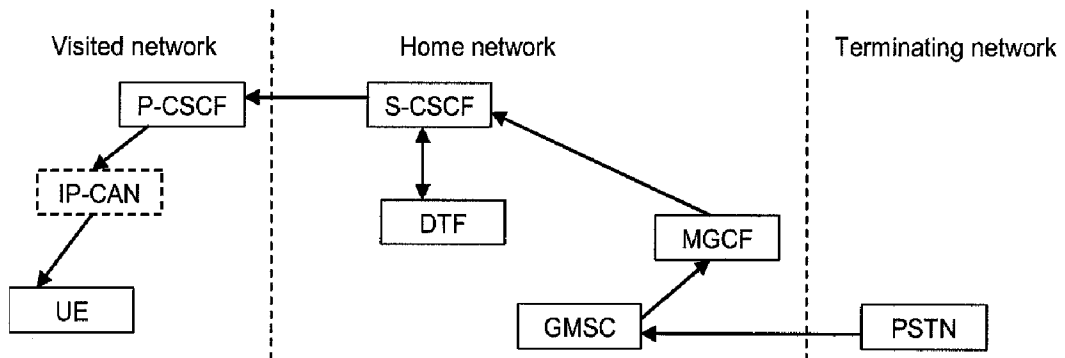 Visited network
Home network
Terminating network
P-CSCF
S-CSCF
IP-CAN
DTF
MGCF
UE
GMSC
PSTN